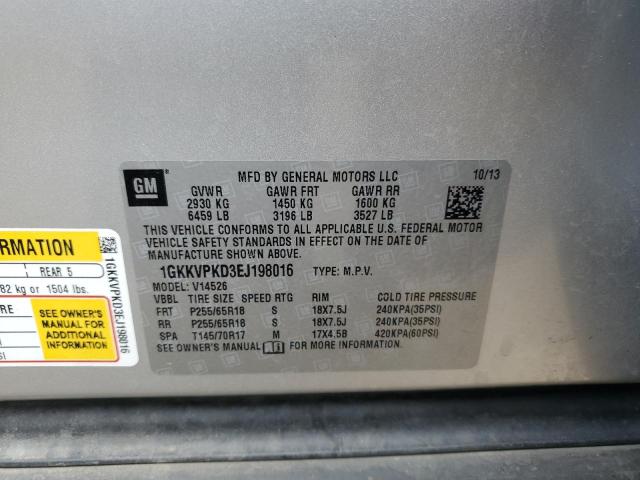 GM
MFD BY GENERAL MOTORS LLC 10/13
GVWR GAWR FRT GAWR RR
2930 KG 1450 KG 1600 KG
6459 LB 3196 LB 3527 LB
THIS VEHICLE CONFORMS TO ALL APPLICABLE U.S. FEDERAL MOTOR
VEHICLE SAFETY STANDARDS IN EFFECT ON THE DATE OF
MANUFACTURE SHOWN ABOVE.
1GKKVPKD3EJ198016 TYPE: M.P.V.
MODEL: V14526
VBBL TIRE SIZE SPEED RTG RIM COLD TIRE PRESSURE
FRT P255/65R18 S 18X7.5J 240KPA(35PSI)
RR P255/65R18 S 18X7.5J 240KPA(35PSI)
SPA T145/70R17 M 17X4.5B 420KPA(60PSI)
SEE OWNER'S MANUAL FOR MORE INFORMATION
REAR 5
82 kg or 1504 lbs.
SEE OWNER'S
MANUAL FOR
ADDITIONAL
INFORMATION
1GKKVPKD3EJ198016